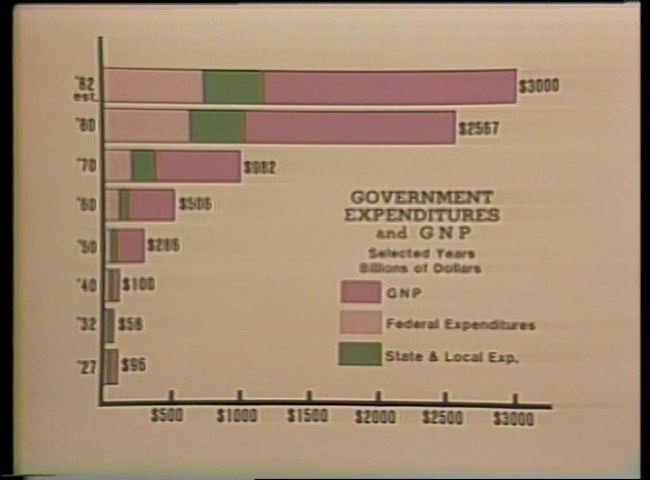 '82
est.
$3000
'80
$2567
'70
$982
'60
$506
'50
$286
'40
$100
'32
$58
'27
$96
GOVERNMENT
EXPENDITURES
and GNP
Selected Years
Billions of Dollars
GNP
Federal Expenditures
State & Local Exp.
$500 $1000 $1500 $2000 $2500 $3000